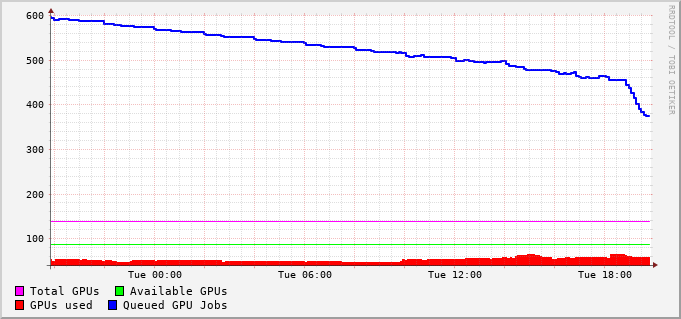 600
500
400
300
200
100
Tue 00:00 Tue 06:00 Tue 12:00 Tue 18:00
Total GPUs Available GPUs
GPUs used Queued GPU Jobs
RRDTOOL / TOBI OETIKER